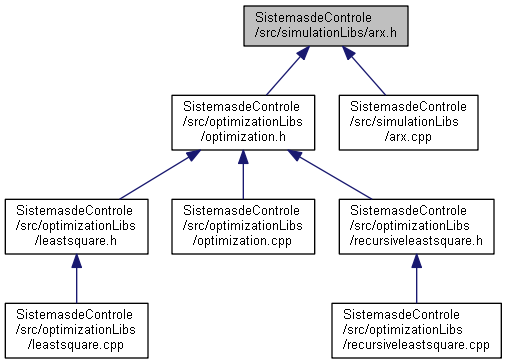 SistemasdeControle
/src/simulationLibs/arx.h
SistemasdeControle
/src/optimizationLibs
/optimization.h
SistemasdeControle
/src/simulationLibs
/arx.cpp
SistemasdeControle
/src/optimizationLibs
/leastsquare.h
SistemasdeControle
/src/optimizationLibs
/optimization.cpp
SistemasdeControle
/src/optimizationLibs
/recursiveleastsquare.h
SistemasdeControle
/src/optimizationLibs
/leastsquare.cpp
SistemasdeControle
/src/optimizationLibs
/recursiveleastsquare.cpp